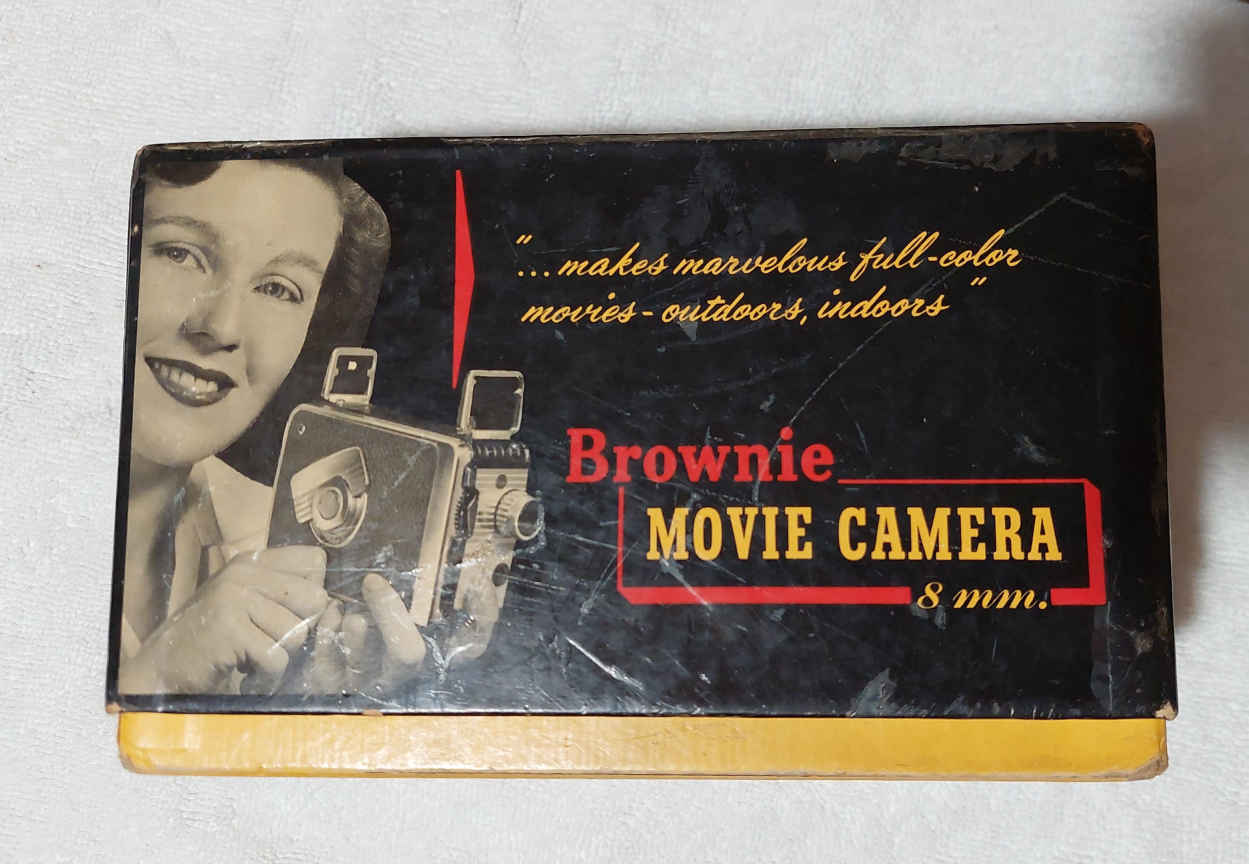 "...makes marvelous full-color
movies - outdoors, indoors"
Brownie
MOVIE CAMERA
8 mm.